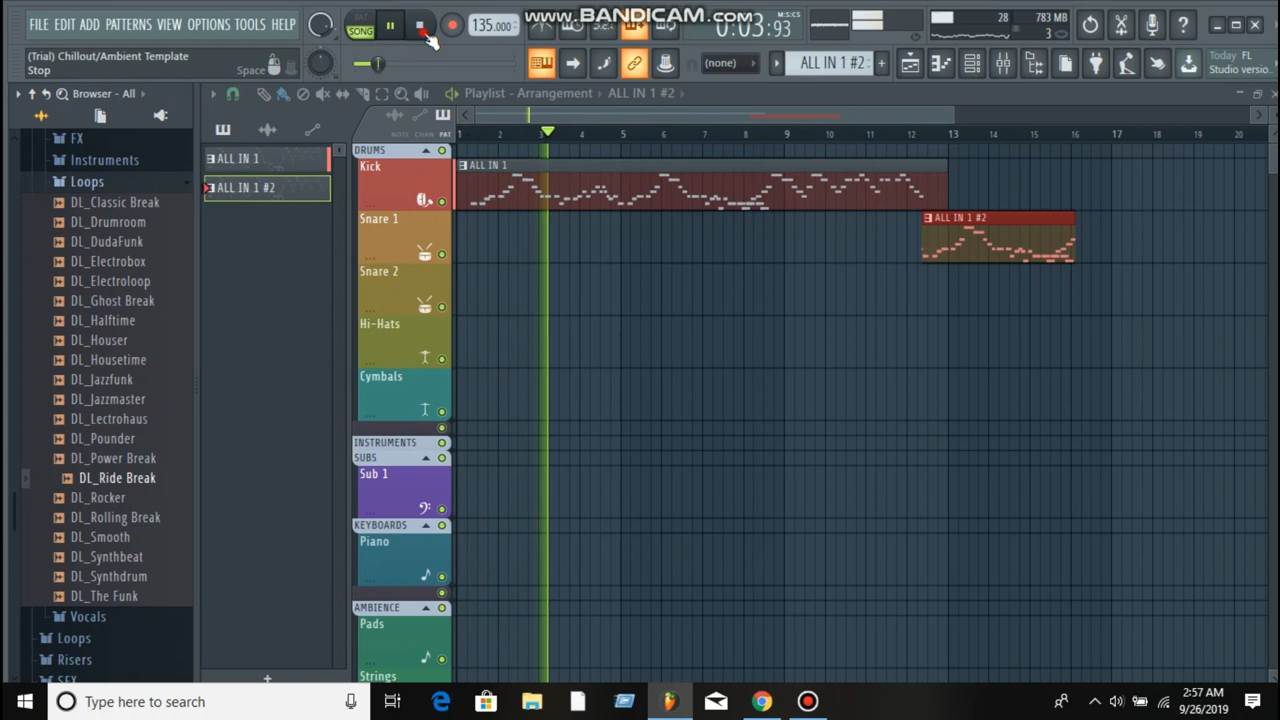 www.BANDICAM.com
FILE EDIT ADD PATTERNS VIEW OPTIONS TOOLS HELP
PAT
SONG
135.000
0:03:93
M:S:CS
28
783 MB
3
(Trial) Chillout/Ambient Template
Stop
Space
(none)
ALL IN 1 #2
Today FL
Studio versio..
Browser - All
Playlist - Arrangement
ALL IN 1 #2
NOTE CHAN PAT
1 2 3 4 5 6 7 8 9 10 11 12 13 14 15 16 17 18 19 20
FX
Instruments
Loops
DL_Classic Break
DL_Drumroom
DL_DudaFunk
DL_Electrobox
DL_Electroloop
DL_Ghost Break
DL_Halftime
DL_Houser
DL_Housetime
DL_Jazzfunk
DL_Jazzmaster
DL_Lectrohaus
DL_Pounder
DL_Power Break
DL_Ride Break
DL_Rocker
DL_Rolling Break
DL_Smooth
DL_Synthbeat
DL_Synthdrum
DL_The Funk
Vocals
Loops
Risers
SFX
ALL IN 1
ALL IN 1 #2
DRUMS
Kick
Snare 1
Snare 2
Hi-Hats
Cymbals
INSTRUMENTS
SUBS
Sub 1
KEYBOARDS
Piano
AMBIENCE
Pads
Strings
ALL IN 1
ALL IN 1 #2
Type here to search
2:57 AM
9/26/2019